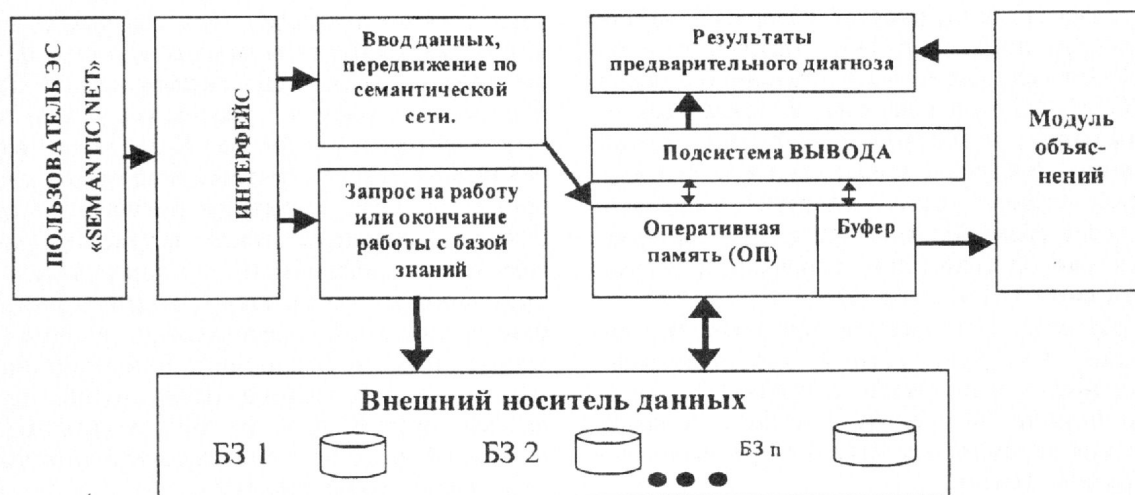 ПОЛЬЗОВАТЕЛЬ ЭС
«SEMANTIC NET»
ИНТЕРФЕЙС
Ввод данных,
передвижение по
семантической
сети.
Запрос на работу
или окончание
работы с базой
знаний
Результаты
предварительного диагноза
Подсистема ВЫВОДА
Оперативная
память (ОП)
Буфер
Модуль
объяс-
нений
Внешний носитель данных
БЗ 1
БЗ 2
БЗ n